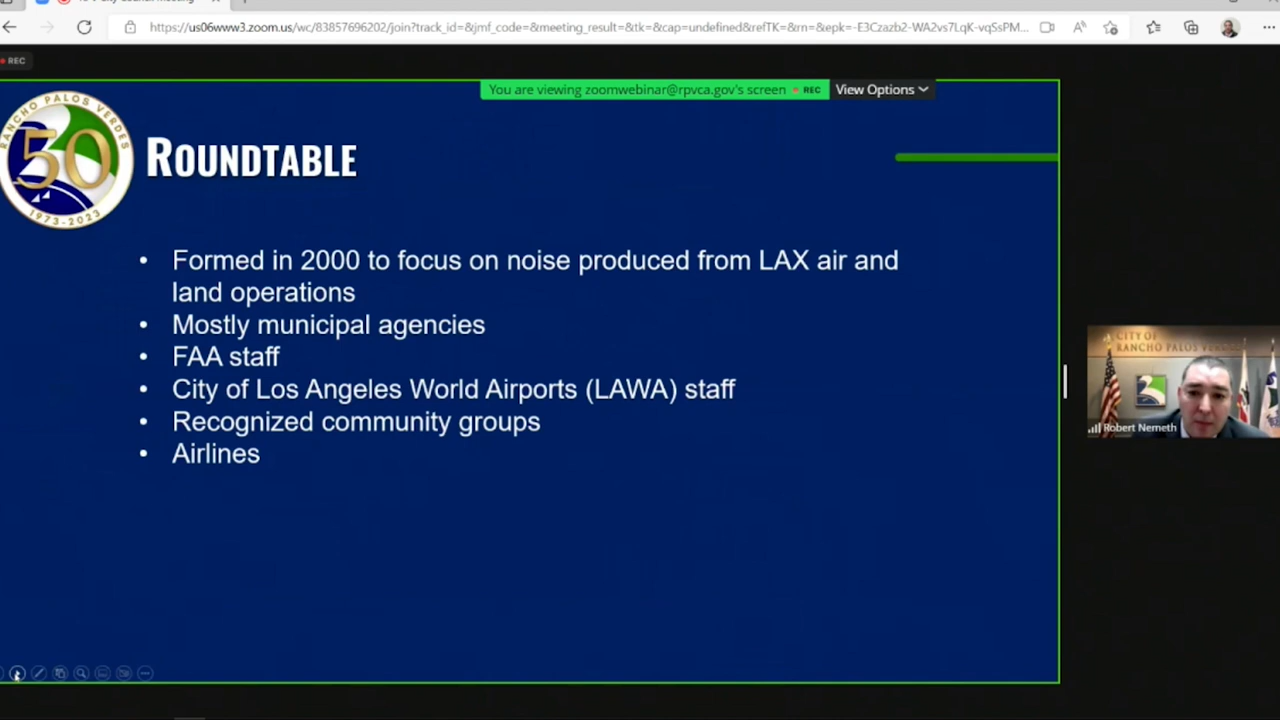 https://us06www3.zoom.us/wc/83857696202/join?track_id=&jmf_code=&meeting_result=&tk=&cap=undefined&refTK=&rn=&epk=-E3Czazb2-WA2vs7LqK-vqSsPM...
REC
You are viewing zoomwebinar@rpvca.gov's screen REC View Options
RANCHO PALOS VERDES
50
1973-2023
ROUNDTABLE
• Formed in 2000 to focus on noise produced from LAX air and
land operations
• Mostly municipal agencies
• FAA staff
• City of Los Angeles World Airports (LAWA) staff
• Recognized community groups
• Airlines
CITY OF
RANCHO PALOS VERDES
Robert Nemeth